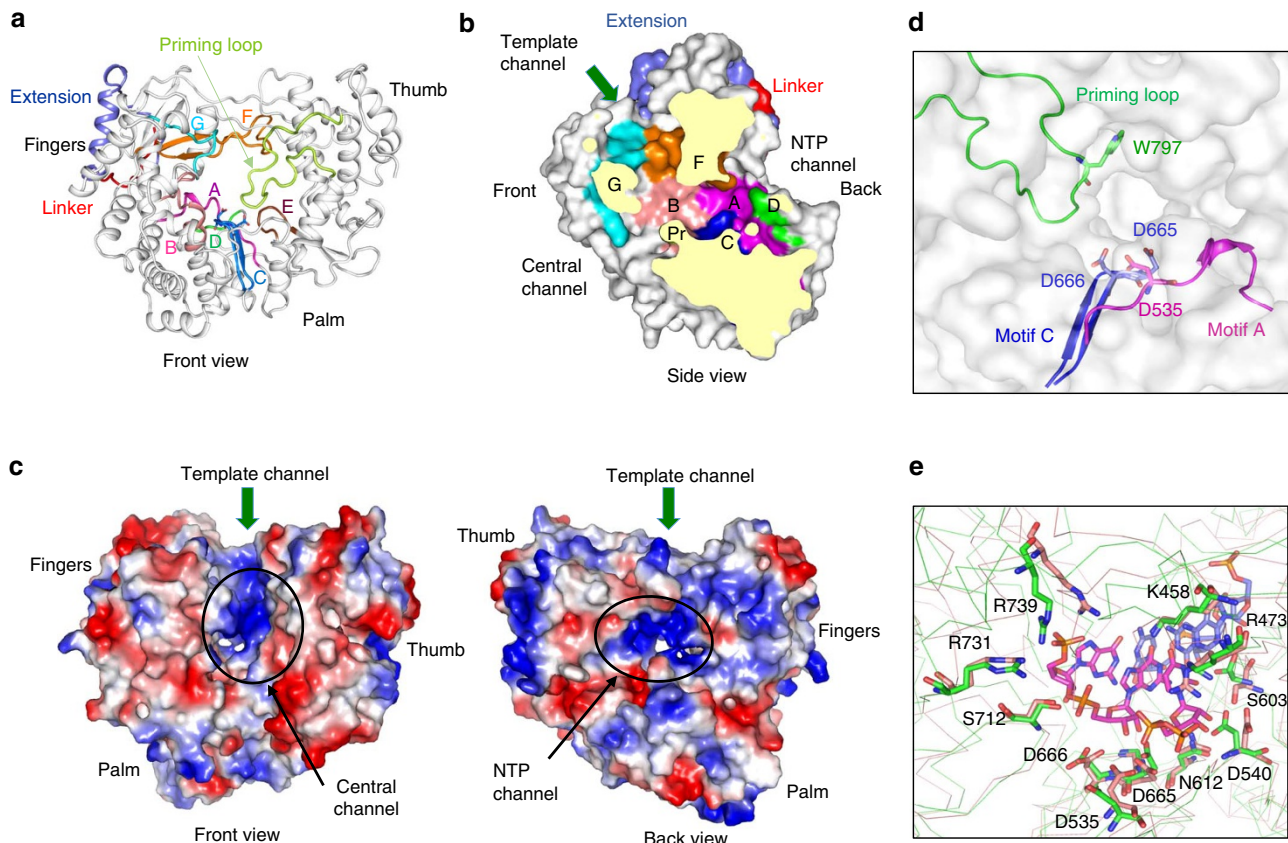 a
Priming loop
Thumb
Extension
Fingers
G
F
Linker
A
E
B
D
C
Palm
Front view
b
Extension
Template
channel
Linker
NTP
channel
Front
Back
F
G
B
A
D
Pr
C
Central
channel
Side view
c
Template channel
Fingers
Thumb
Palm
Central
channel
Front view
Template channel
Thumb
Fingers
NTP
channel
Palm
Back view
d
Priming loop
W797
D665
D666
D535
Motif C
Motif A
e
K458
R739
R473
R731
S603
S712
D666
N612
D540
D665
D535